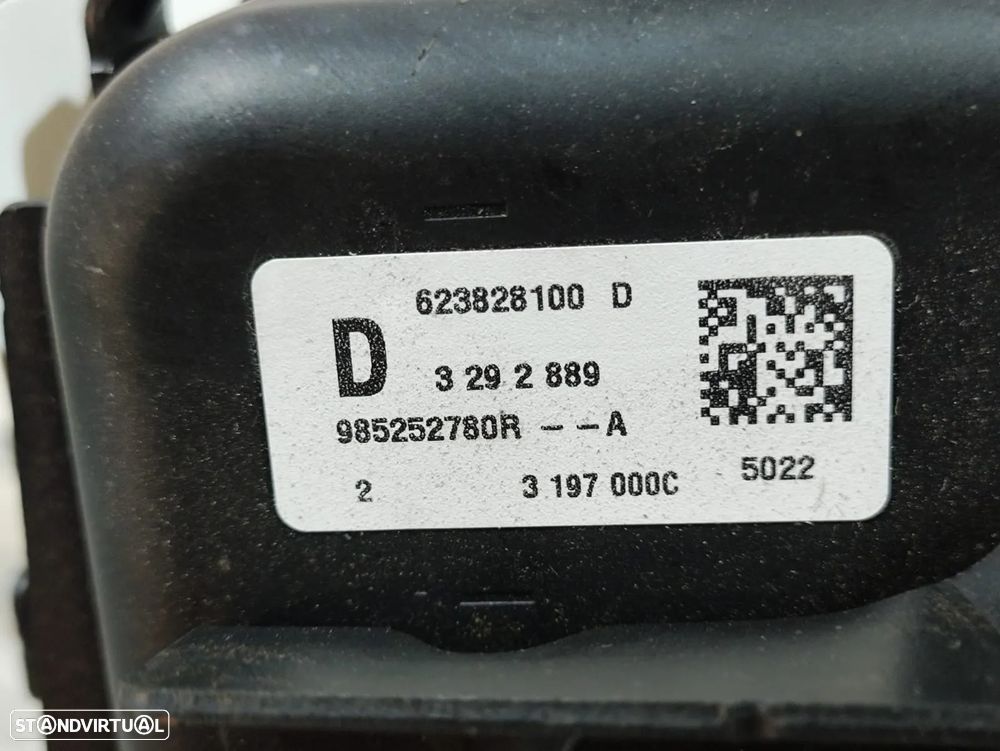 623828100 D
D
3 29 2 889
985252780R – –A
2
3 197 000C
5022
STANDVIRTUAL